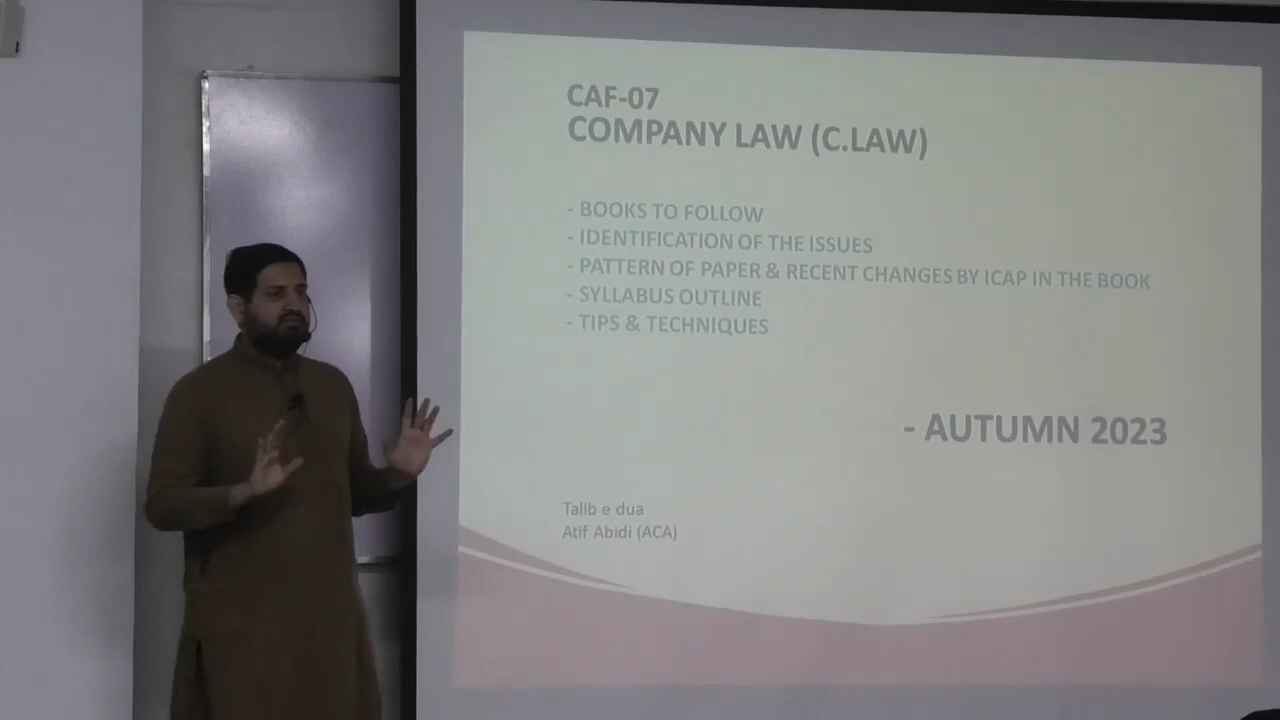 CAF-07
COMPANY LAW (C.LAW)
- BOOKS TO FOLLOW
- IDENTIFICATION OF THE ISSUES
- PATTERN OF PAPER & RECENT CHANGES BY ICAP IN THE BOOK
- SYLLABUS OUTLINE
- TIPS & TECHNIQUES
- AUTUMN 2023
Talib e dua
Atif Abidi (ACA)